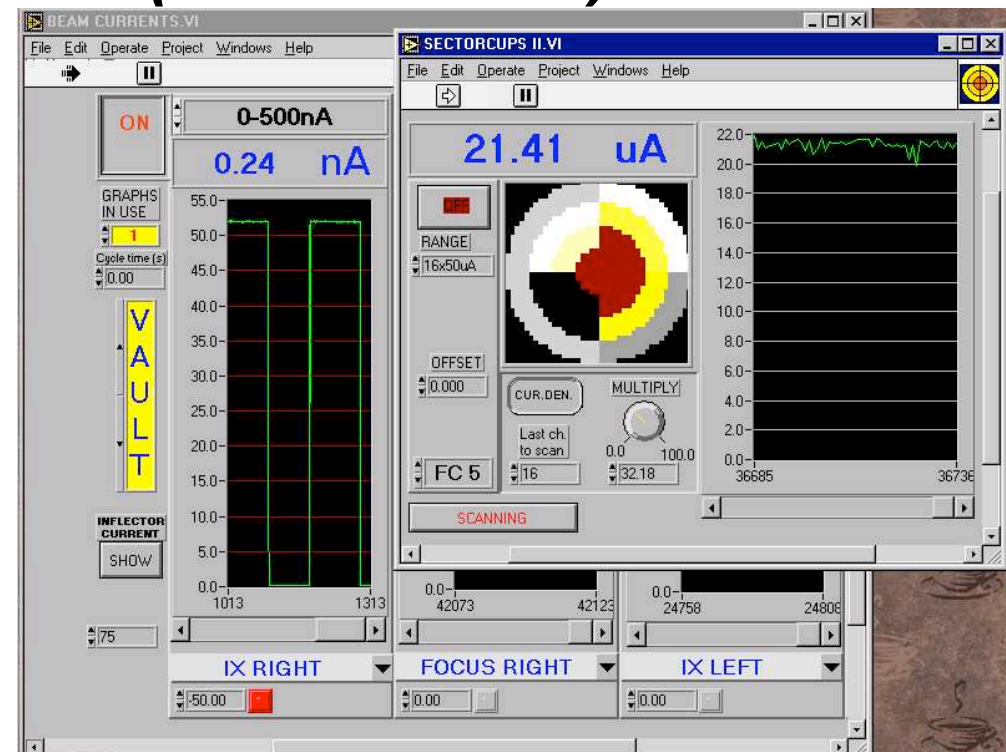 BEAM CURRENTS.VI
File Edit Operate Project Windows Help
ON
0-500nA
0.24 nA
GRAPHS
IN USE
1
Cycle time (s)
0.00
VAULT
55.0
50.0
45.0
40.0
35.0
30.0
25.0
20.0
15.0
10.0
5.0
0.0
1013 1313
INFLECTOR
CURRENT
SHOW
75
IX RIGHT
-50.00
0.0
42073 42123
FOCUS RIGHT
0.00
0.0
24758 24808
IX LEFT
0.00
SECTORCUPS II.VI
File Edit Operate Project Windows Help
21.41 uA
OFF
RANGE
16x50uA
OFFSET
0.000
FC 5
CUR.DEN.
Last ch.
to scan
16
MULTIPLY
0.0 100.0
32.18
SCANNING
22.0
20.0
18.0
16.0
14.0
12.0
10.0
8.0
6.0
4.0
2.0
0.0
36685 36736